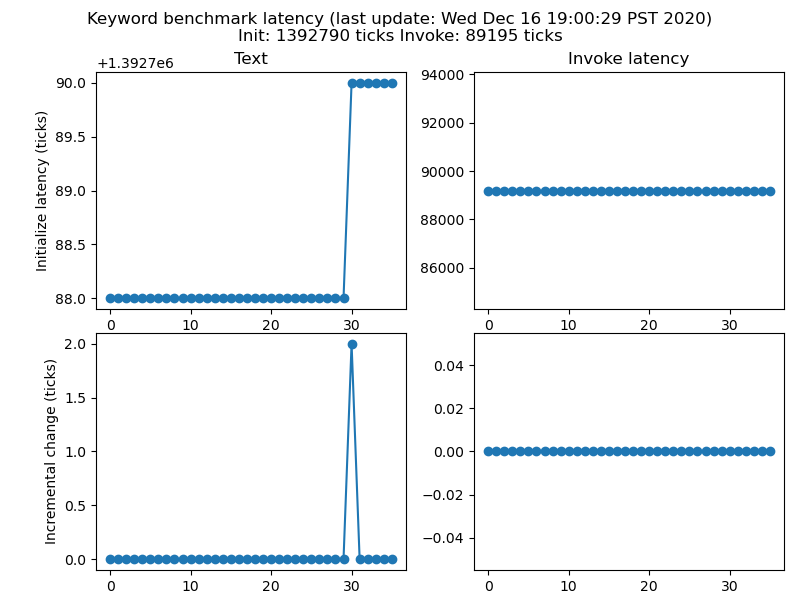 Keyword benchmark latency (last update: Wed Dec 16 19:00:29 PST 2020)
Init: 1392790 ticks Invoke: 89195 ticks
Text
Invoke latency
+1.3927e6
Initialize latency (ticks)
90.0
89.5
89.0
88.5
88.0
0 10 20 30
94000
92000
90000
88000
86000
0 10 20 30
Incremental change (ticks)
2.0
1.5
1.0
0.5
0.0
0 10 20 30
0.04
0.02
0.00
−0.02
−0.04
0 10 20 30